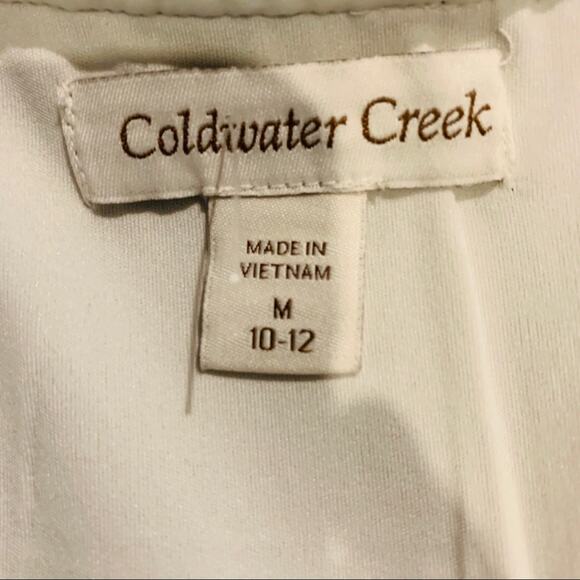 Coldwater Creek
MADE IN
VIETNAM
M
10-12